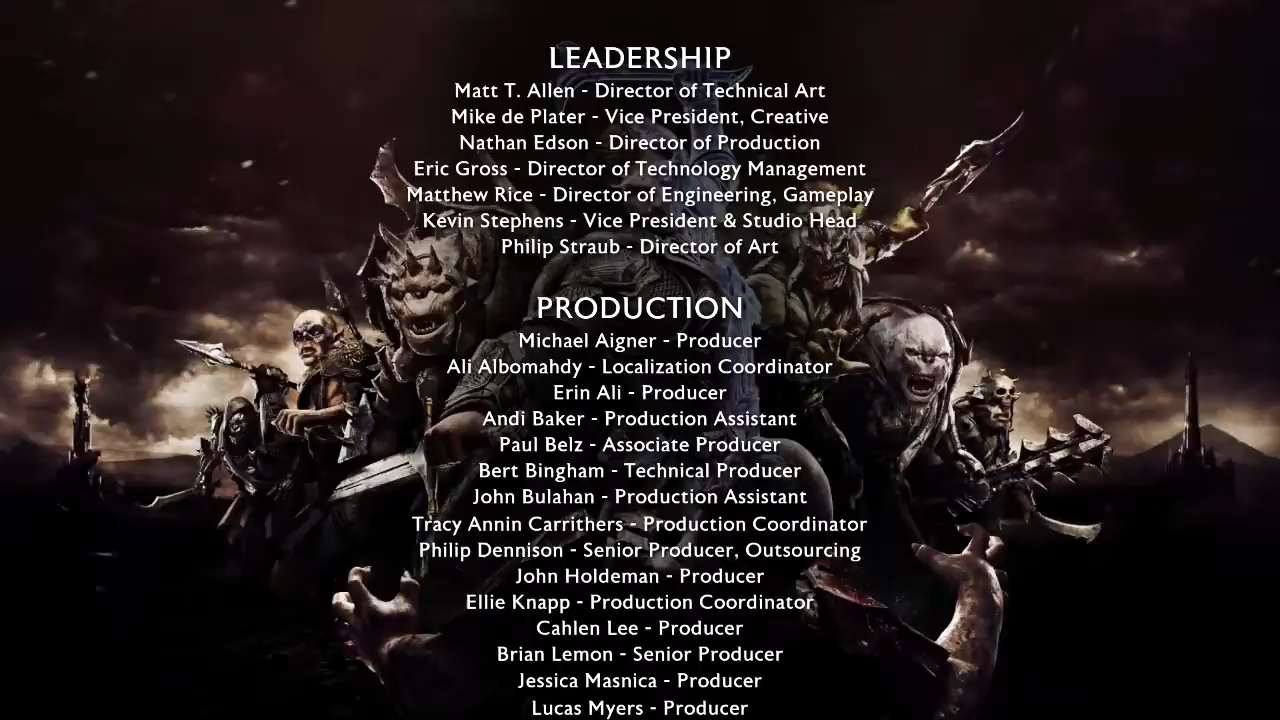 LEADERSHIP
Matt T. Allen - Director of Technical Art
Mike de Plater - Vice President, Creative
Nathan Edson - Director of Production
Eric Gross - Director of Technology Management
Matthew Rice - Director of Engineering, Gameplay
Kevin Stephens - Vice President & Studio Head
Philip Straub - Director of Art
PRODUCTION
Michael Aigner - Producer
Ali Albomahdy - Localization Coordinator
Erin Ali - Producer
Andi Baker - Production Assistant
Paul Belz - Associate Producer
Bert Bingham - Technical Producer
John Bulahan - Production Assistant
Tracy Annin Carrithers - Production Coordinator
Philip Dennison - Senior Producer, Outsourcing
John Holdeman - Producer
Ellie Knapp - Production Coordinator
Cahlen Lee - Producer
Brian Lemon - Senior Producer
Jessica Masnica - Producer
Lucas Myers - Producer